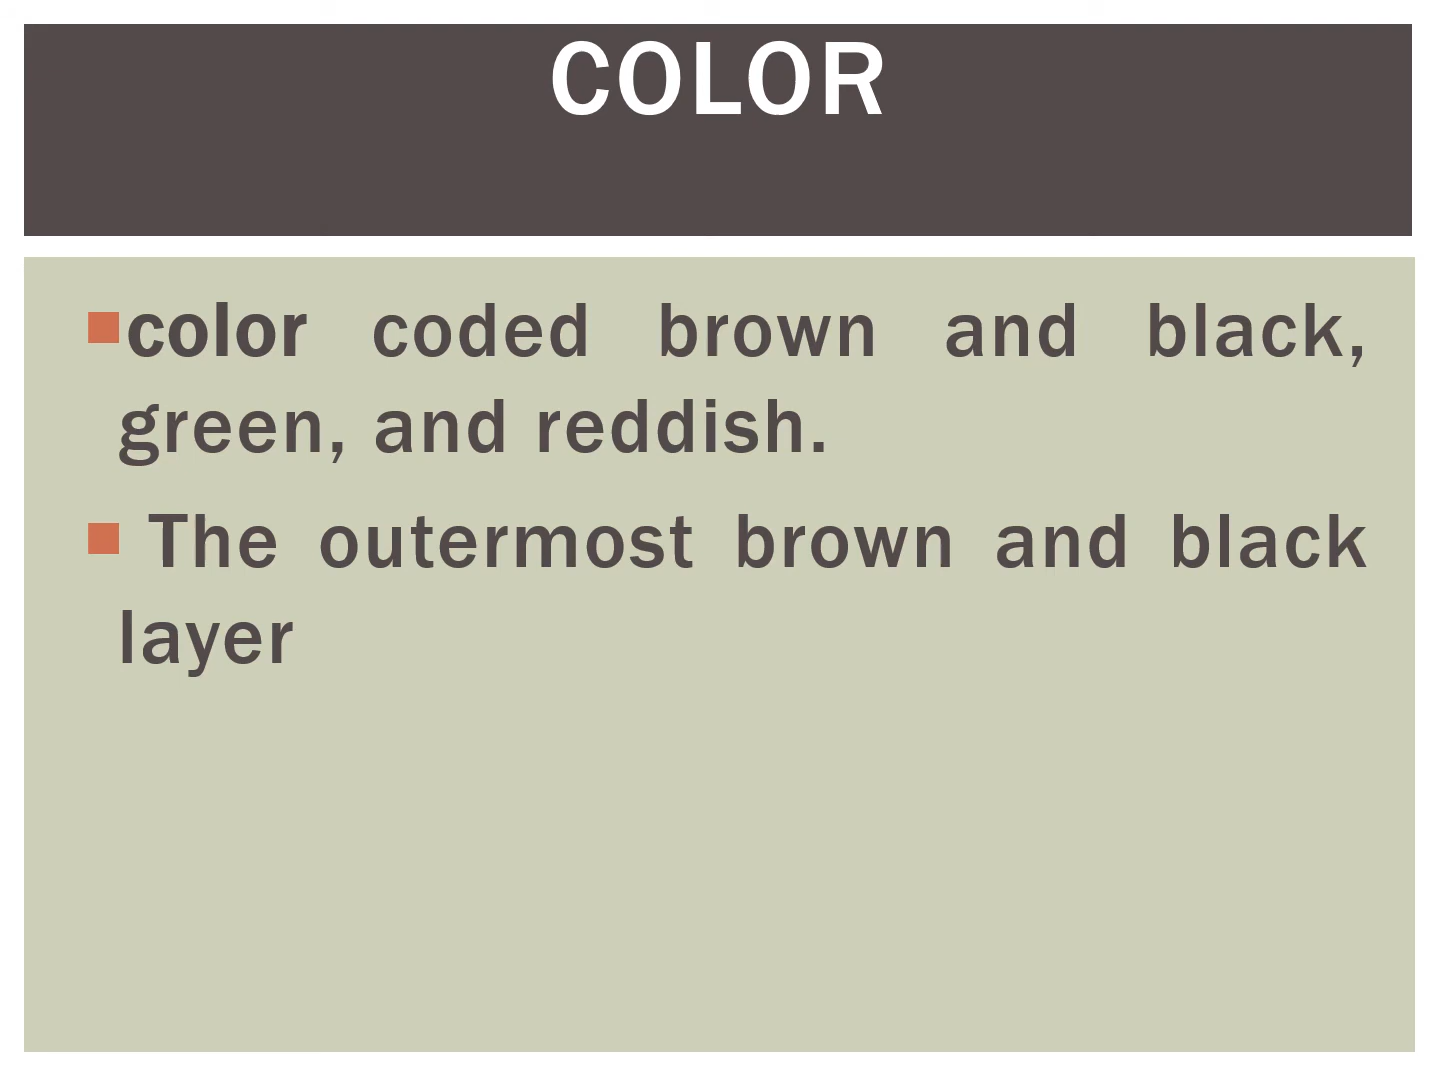 COLOR
color coded brown and black,
green, and reddish.
The outermost brown and black
layer